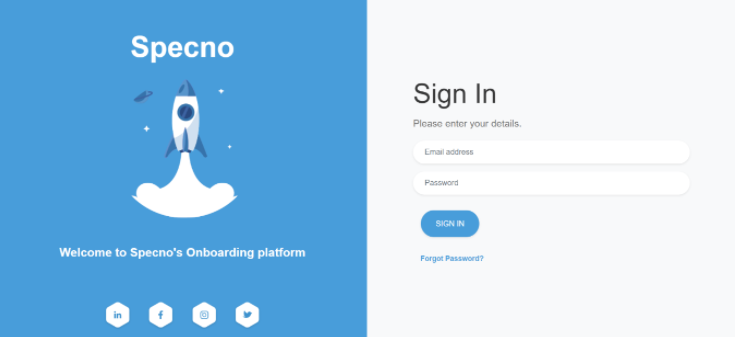 Specno
Welcome to Specno's Onboarding platform
Sign In
Please enter your details.
Email address
Password
SIGN IN
Forgot Password?